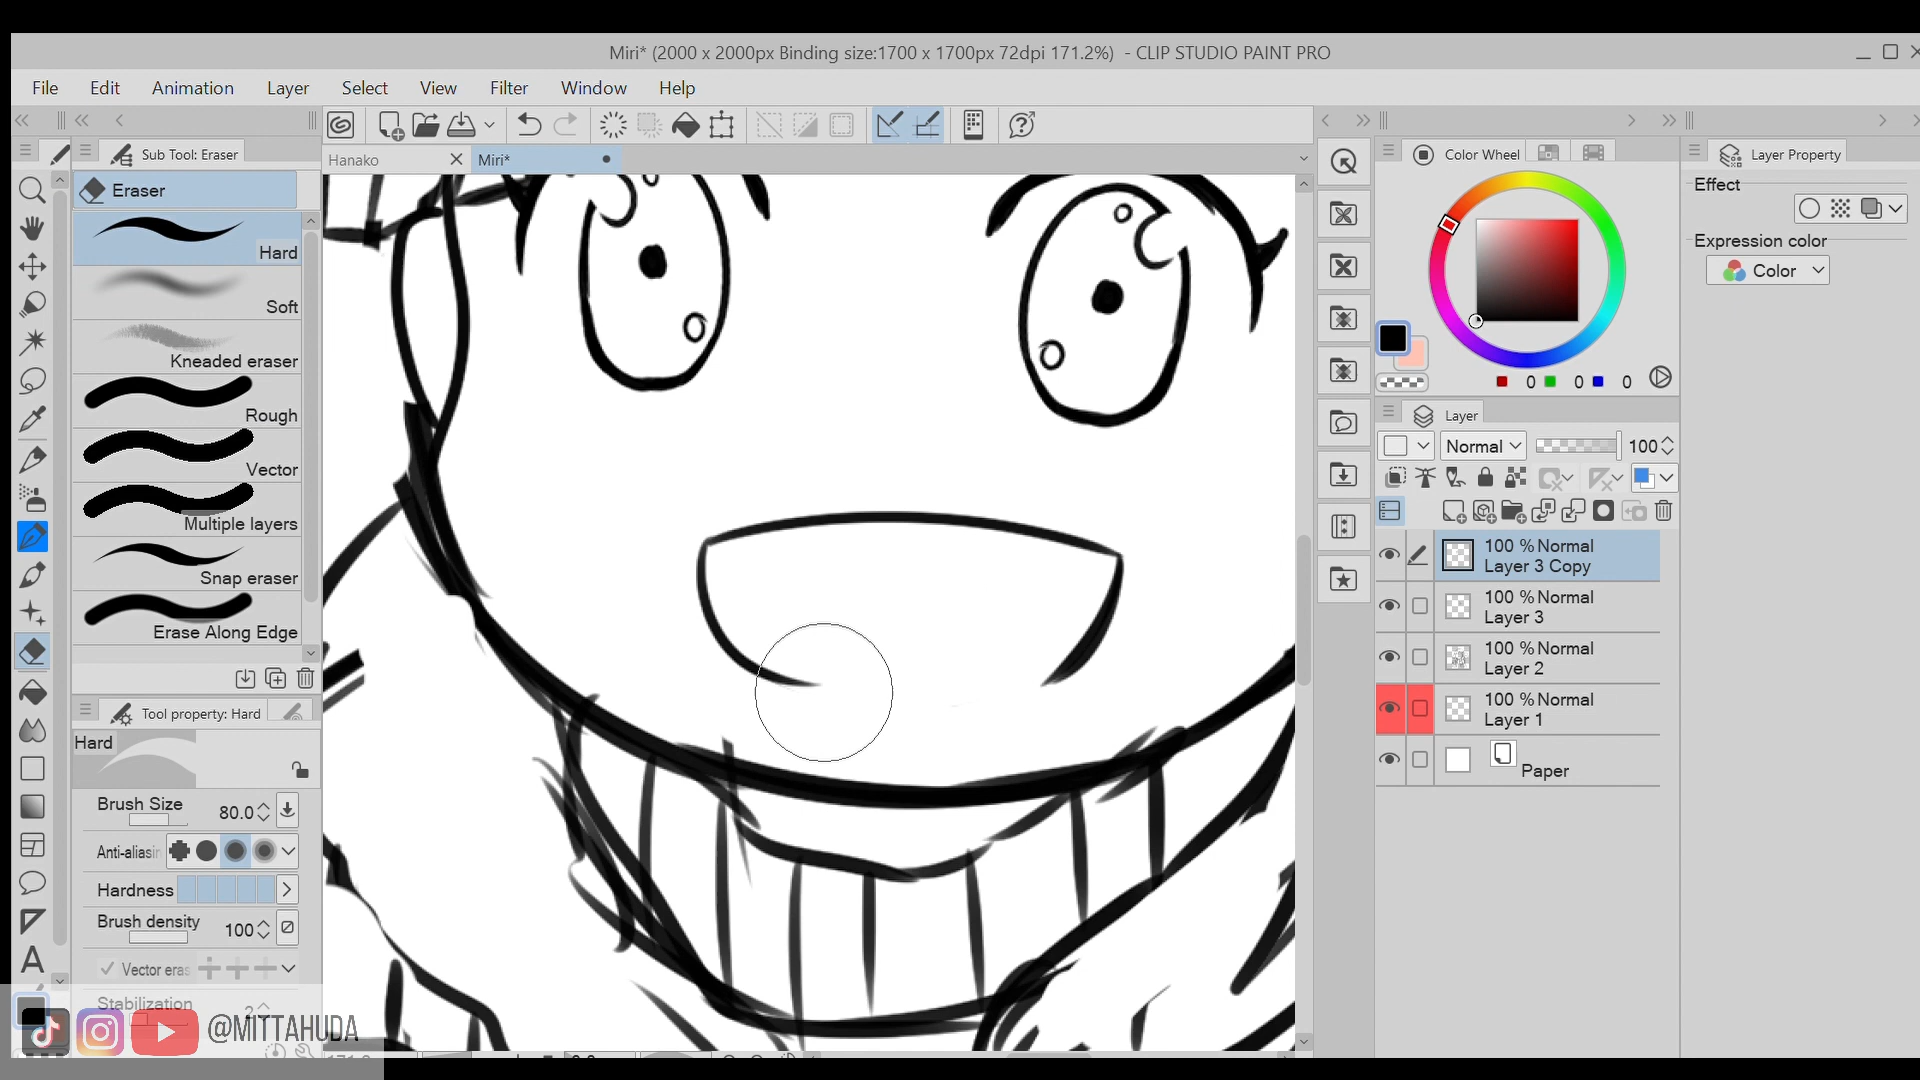 Miri* (2000 x 2000px Binding size:1700 x 1700px 72dpi 171.2%) - CLIP STUDIO PAINT PRO
File Edit Animation Layer Select View Filter Window Help
Sub Tool: Eraser
Eraser
Hard
Soft
Kneaded eraser
Rough
Vector
Multiple layers
Snap eraser
Erase Along Edge
Tool property: Hard
Hard
Brush Size 80.0
Anti-aliasin
Hardness
Brush density 100
Vector eras
Stabilization
A
@MITTAHUDA
Hanako
Miri*
Color Wheel
0 0 0
Layer
Normal 100
100 % Normal
Layer 3 Copy
100 % Normal
Layer 3
100 % Normal
Layer 2
100 % Normal
Layer 1
Paper
Layer Property
Effect
Expression color
Color